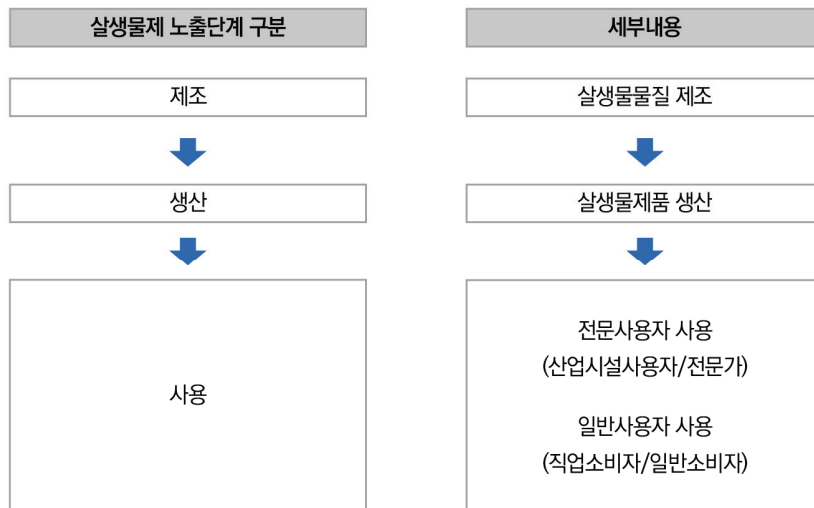 살생물제 노출단계 구분
세부내용
제조
살생물물질 제조
생산
살생물제품 생산
사용
전문사용자 사용
(산업시설사용자/전문가)
일반사용자 사용
(직업소비자/일반소비자)